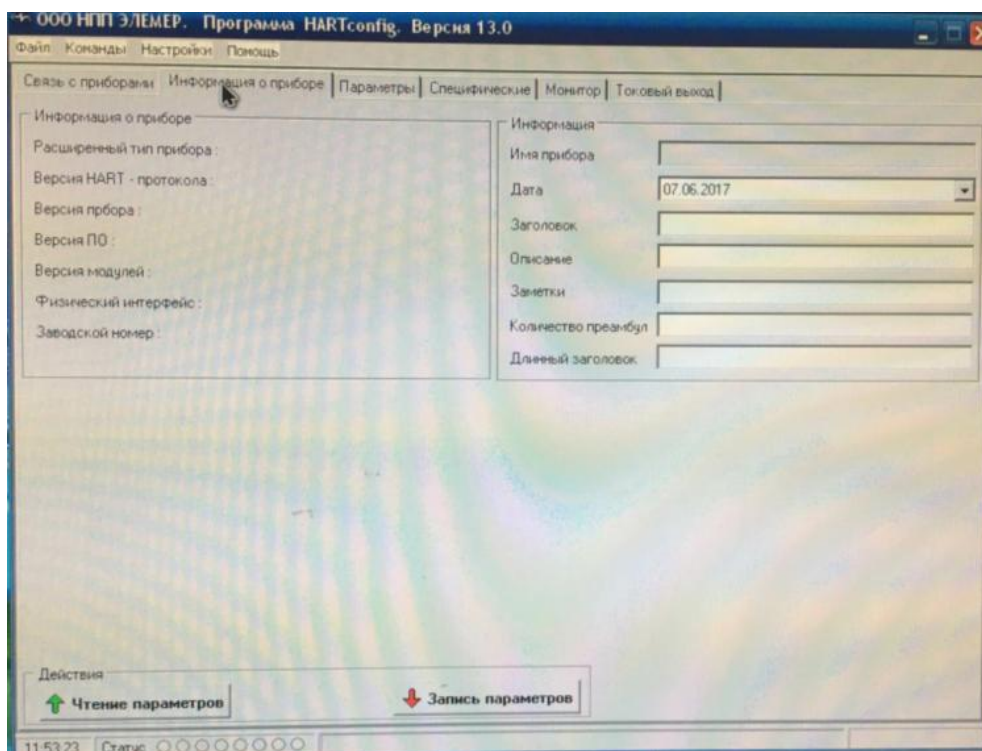 ООО НПП ЭЛЕМЕР. Программа HARTconfig. Версия 13.0
Файл Команды Настройки Помощь
Связь с приборами Информация о приборе Параметры Специфические Монитор Токовый выход
Информация о приборе
Расширенный тип прибора :
Версия HART - протокола :
Версия прбора :
Версия ПО :
Версия модулей :
Физический интерфейс :
Заводской номер :
Информация
Имя прибора
Дата 07.06.2017
Заголовок
Описание
Заметки
Количество преамбул
Длинный заголовок
Действия
Чтение параметров Запись параметров
11:53:23 Статус